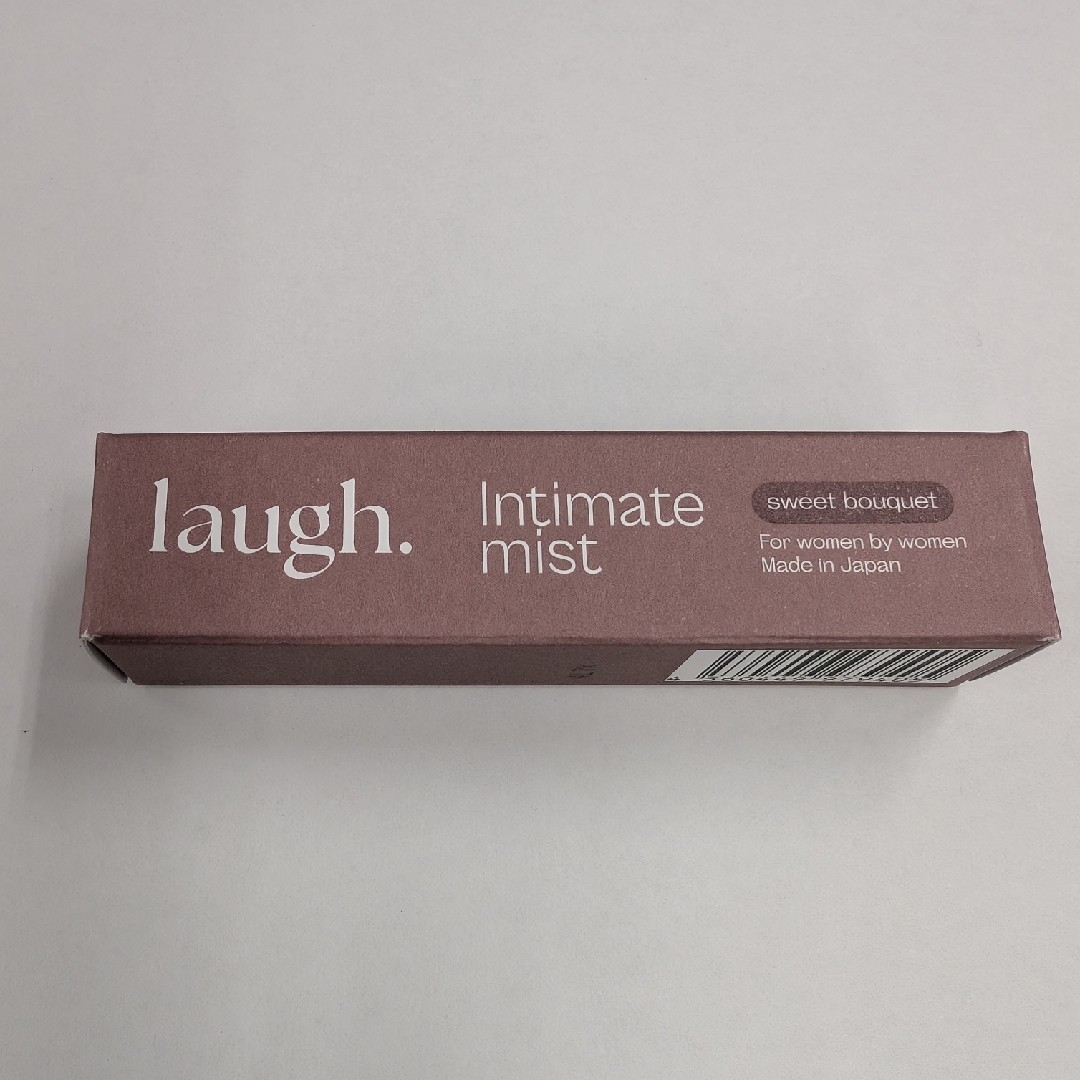 laugh.
Intimate
mist
sweet bouquet
For women by women
Made in Japan